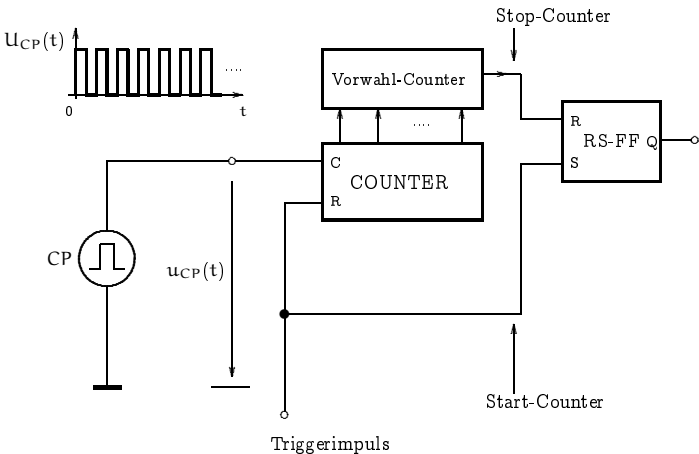 Stop-Counter
U_CP(t)
....
0
t
Vorwahl-Counter
....
R
RS-FF Q
S
C
COUNTER
R
CP
u_CP(t)
Start-Counter
Triggerimpuls